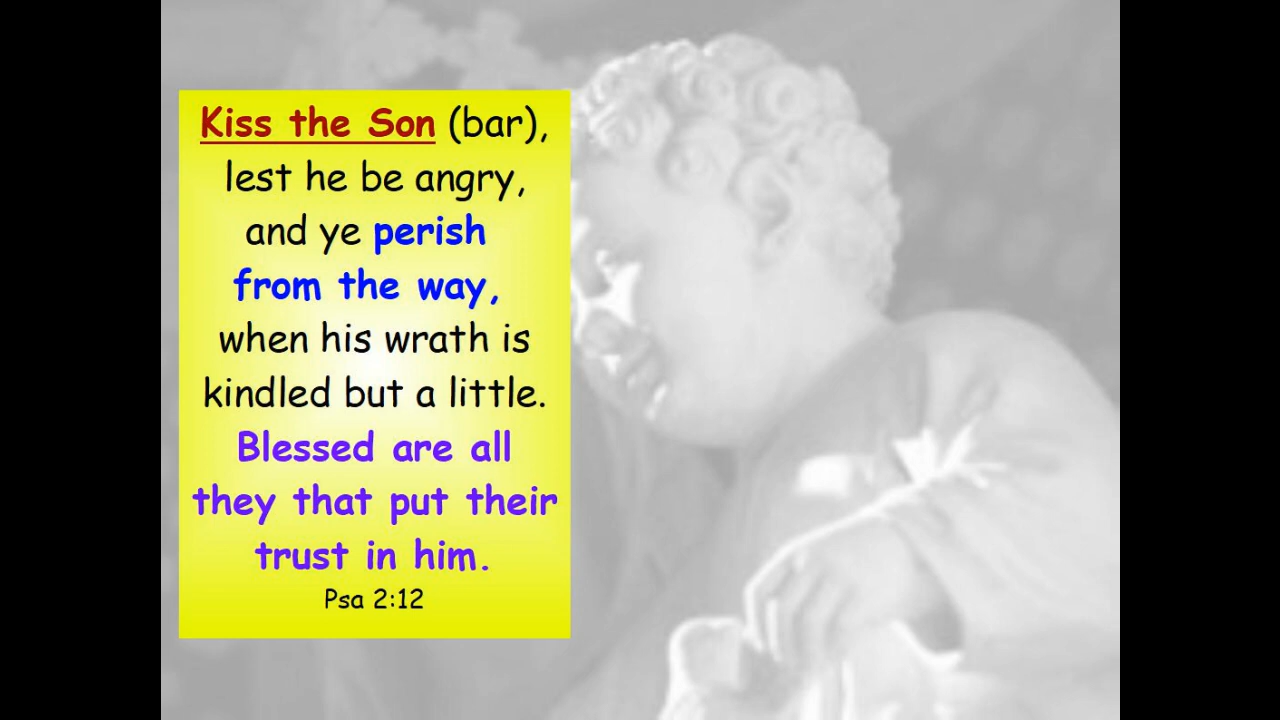 Kiss the Son (bar),
lest he be angry,
and ye perish
from the way,
when his wrath is
kindled but a little.
Blessed are all
they that put their
trust in him.
Psa 2:12